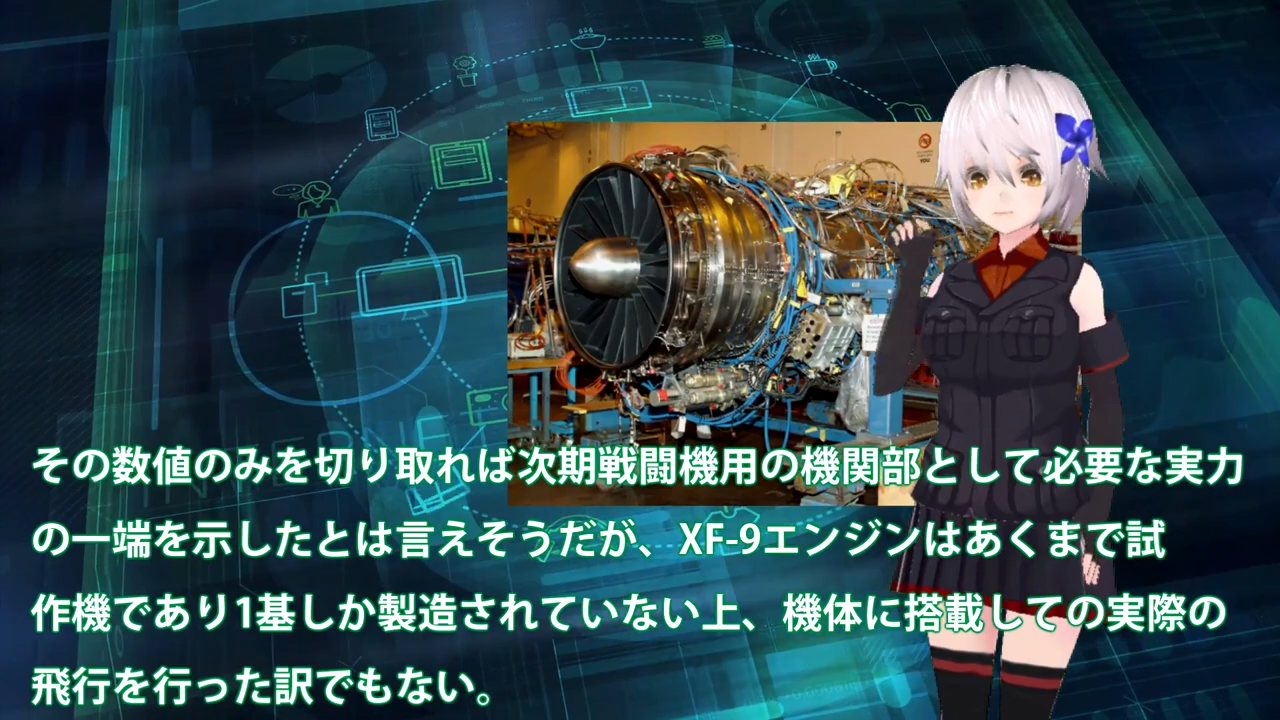 YOU
その数値のみを切り取れば次期戦闘機用の機関部として必要な実力
の一端を示したとは言えそうだが、XF-9エンジンはあくまで試
作機であり1基しか製造されていない上、機体に搭載しての実際の
飛行を行った訳でもない。